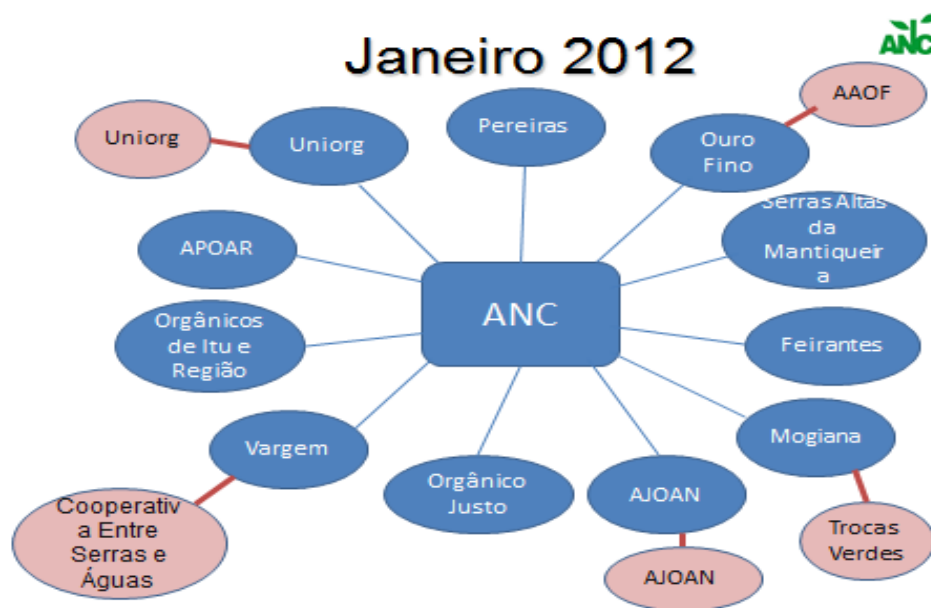 Janeiro 2012
ANC
AAOF
Pereiras
Uniorg
Uniorg
Ouro
Fino
Serras Altas
da
Mantiqueir
a
APOAR
ANC
Orgânicos
de Itu e
Região
Feirantes
Vargem
Mogiana
Orgânico
Justo
AJOAN
Cooperativ
a Entre
Serras e
Águas
Trocas
Verdes
AJOAN